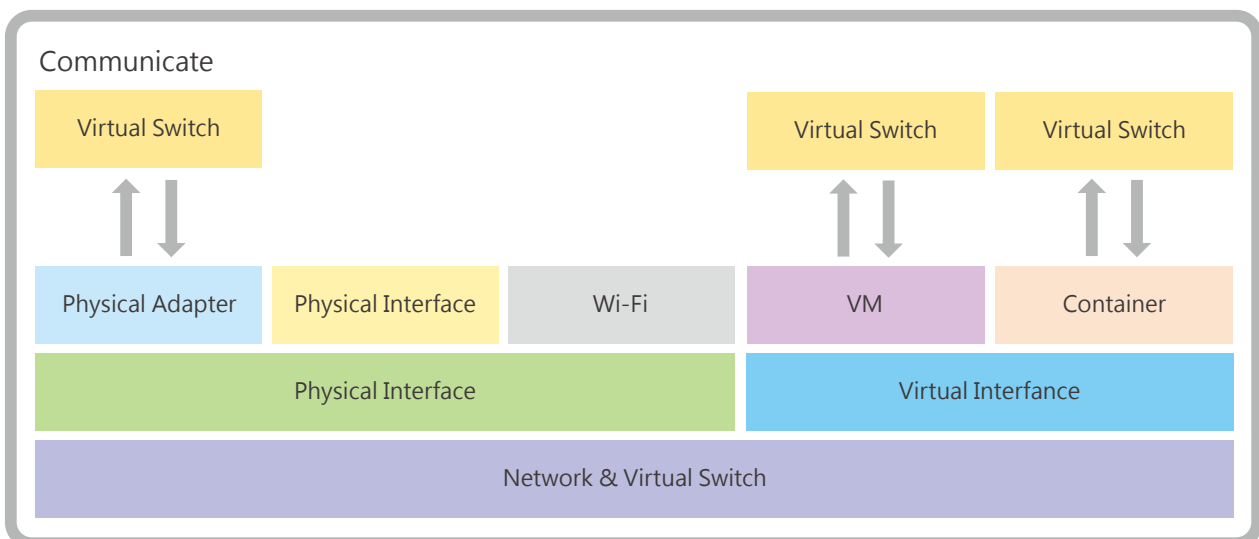 Communicate
Virtual Switch
Virtual Switch
Virtual Switch
Physical Adapter
Physical Interface
Wi-Fi
VM
Container
Physical Interface
Virtual Interfance
Network & Virtual Switch